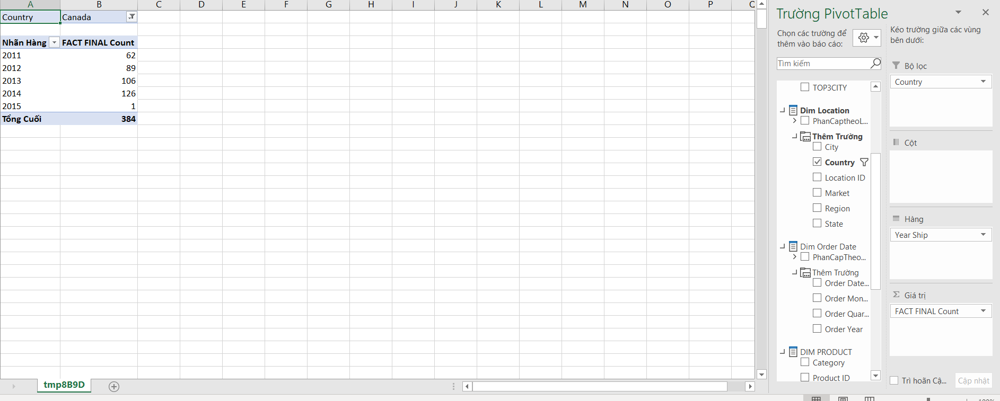 A B C D E F G H I J K L M N O P Q
Country Canada
Nhãn Hàng FACT FINAL Count
2011 62
2012 89
2013 106
2014 126
2015 1
Tổng Cuối 384
tmp8B9D
Trường PivotTable
Chọn các trường để
thêm vào báo cáo:
Tìm kiếm
TOP3CITY
Dim Location
PhanCaptheoL...
Thêm Trường
City
Country
Location ID
Market
Region
State
Dim Order Date
PhanCapTheo...
Thêm Trường
Order Date...
Order Mon...
Order Quar...
Order Year
DIM PRODUCT
Category
Product ID
Kéo trường giữa các vùng
bên dưới:
Bộ lọc
Country
Cột
Hàng
Year Ship
Σ Giá trị
FACT FINAL Count
Trì hoãn Cậ...
Cập nhật